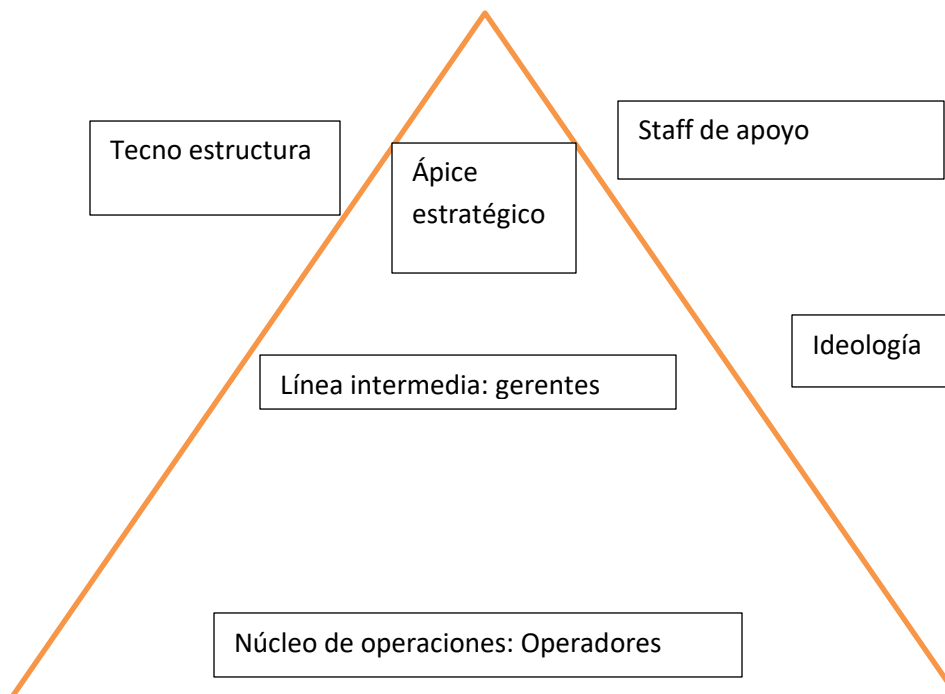 Tecno estructura
Staff de apoyo
Ápice
estratégico
Ideología
Línea intermedia: gerentes
Núcleo de operaciones: Operadores